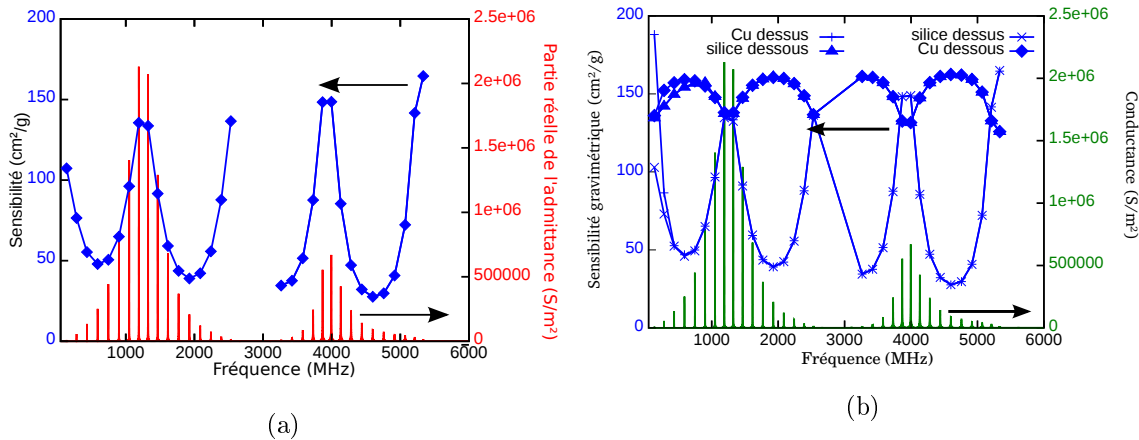 200
150
100
50
0
Sensibilité (cm²/g)
1000
2000
3000
4000
5000
6000
Fréquence (MHz)
2.5e+06
2e+06
1.5e+06
1e+06
500000
0
Partie réelle de l'admittance (S/m²)
(a)
200
150
100
50
0
Sensibilité gravimétrique (cm²/g)
Cu dessus
silice dessous
silice dessus
Cu dessous
1000
2000
3000
4000
5000
6000
Fréquence (MHz)
2.5e+06
2e+06
1.5e+06
1e+06
500000
0
Conductance (S/m²)
(b)